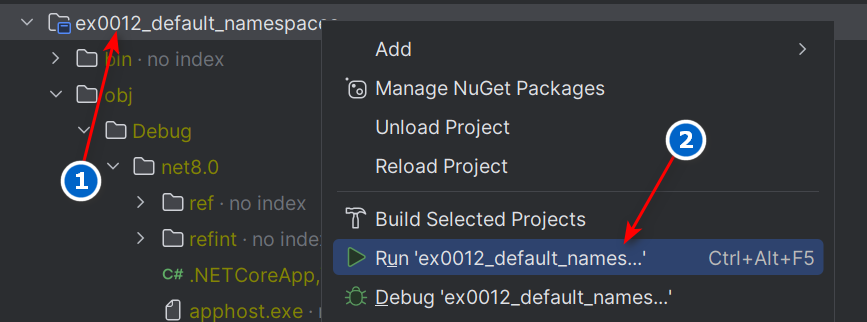 ex0012_default_namespaces
bin · no index
obj
Debug
net8.0
ref · no index
refint · no index
C# .NETCoreApp,
apphost.exe ·
1
Add
Manage NuGet Packages
Unload Project
Reload Project
2
Build Selected Projects
Run 'ex0012_default_names...' Ctrl+Alt+F5
Debug 'ex0012_default_names...'